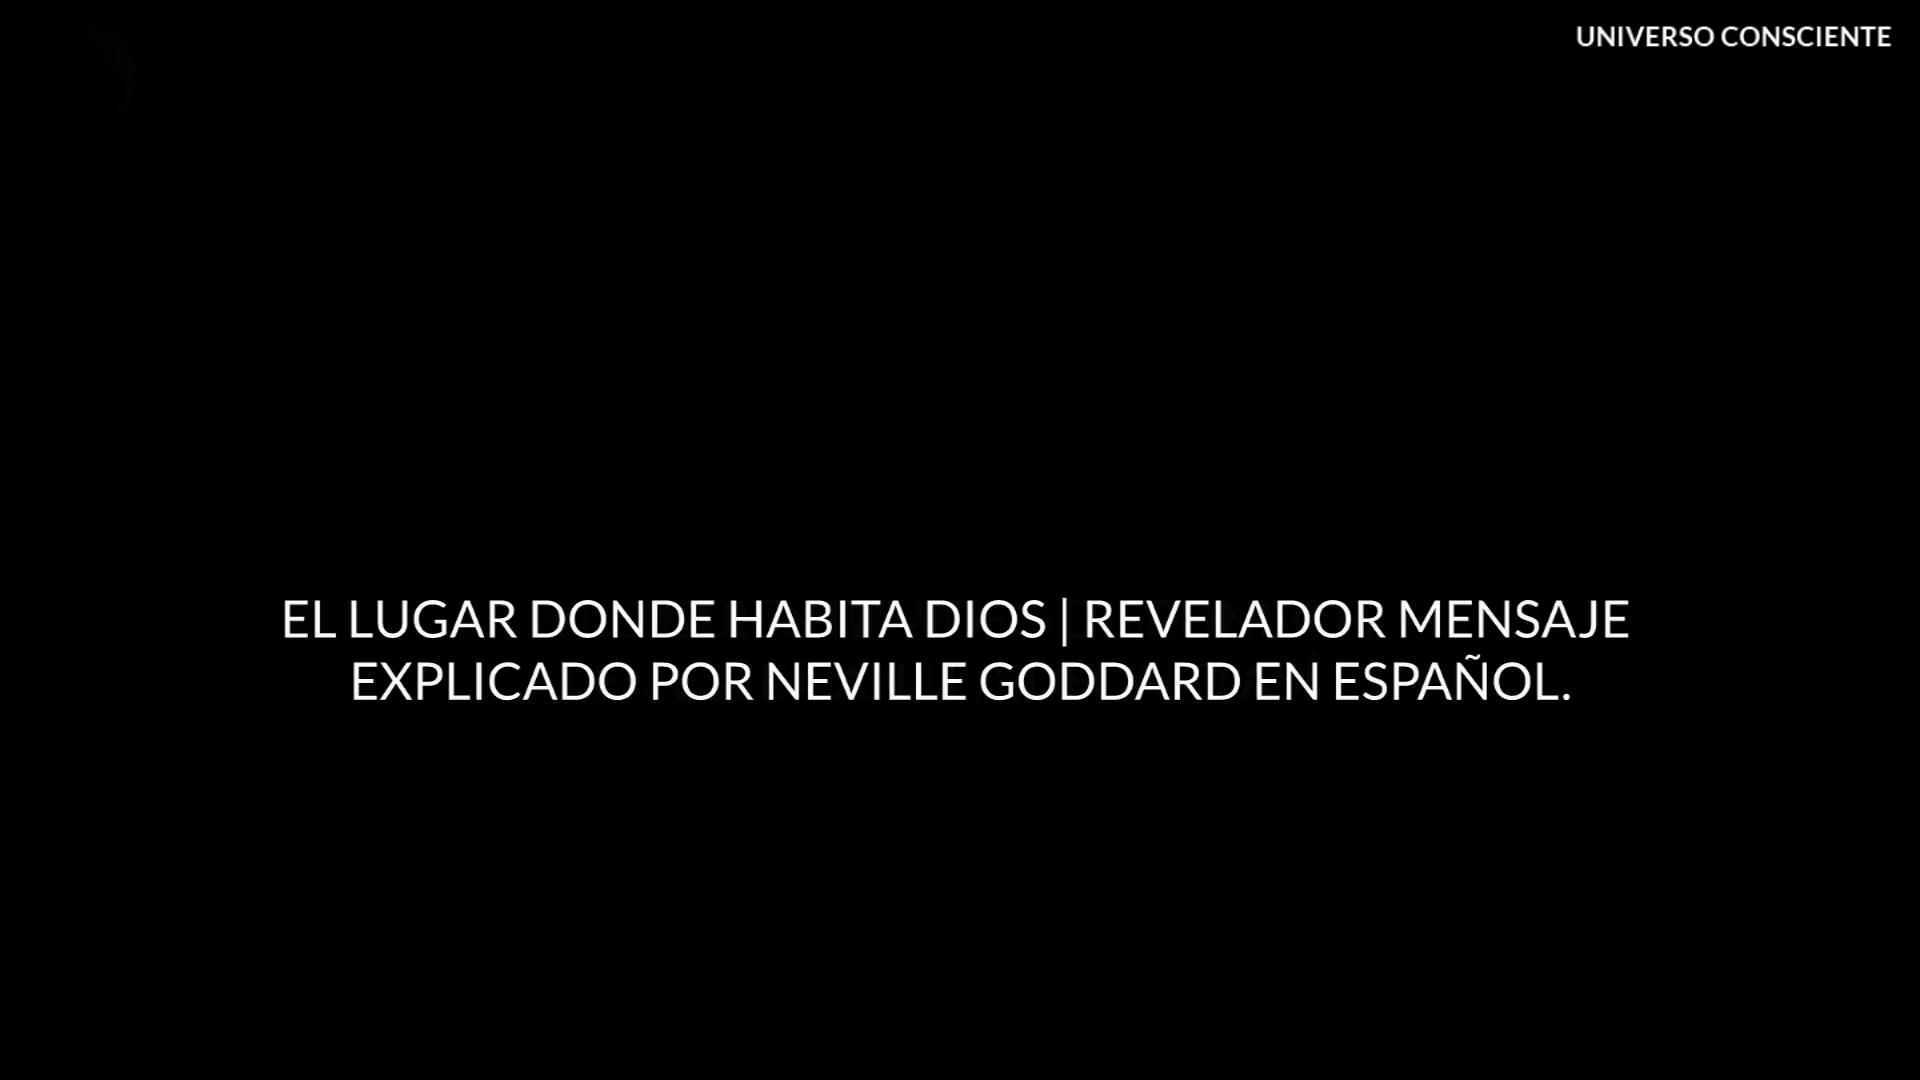 UNIVERSO CONSCIENTE
EL LUGAR DONDE HABITA DIOS | REVELADOR MENSAJE
EXPLICADO POR NEVILLE GODDARD EN ESPAÑOL.